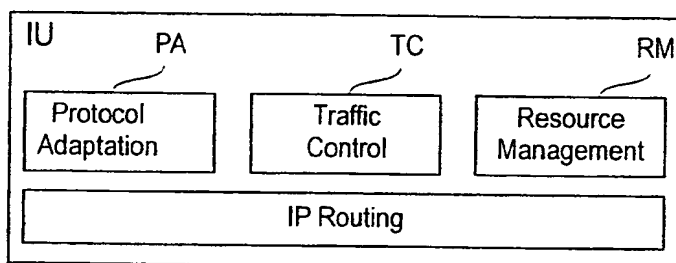 IU
PA
TC
RM
Protocol
Adaptation
Traffic
Control
Resource
Management
IP Routing